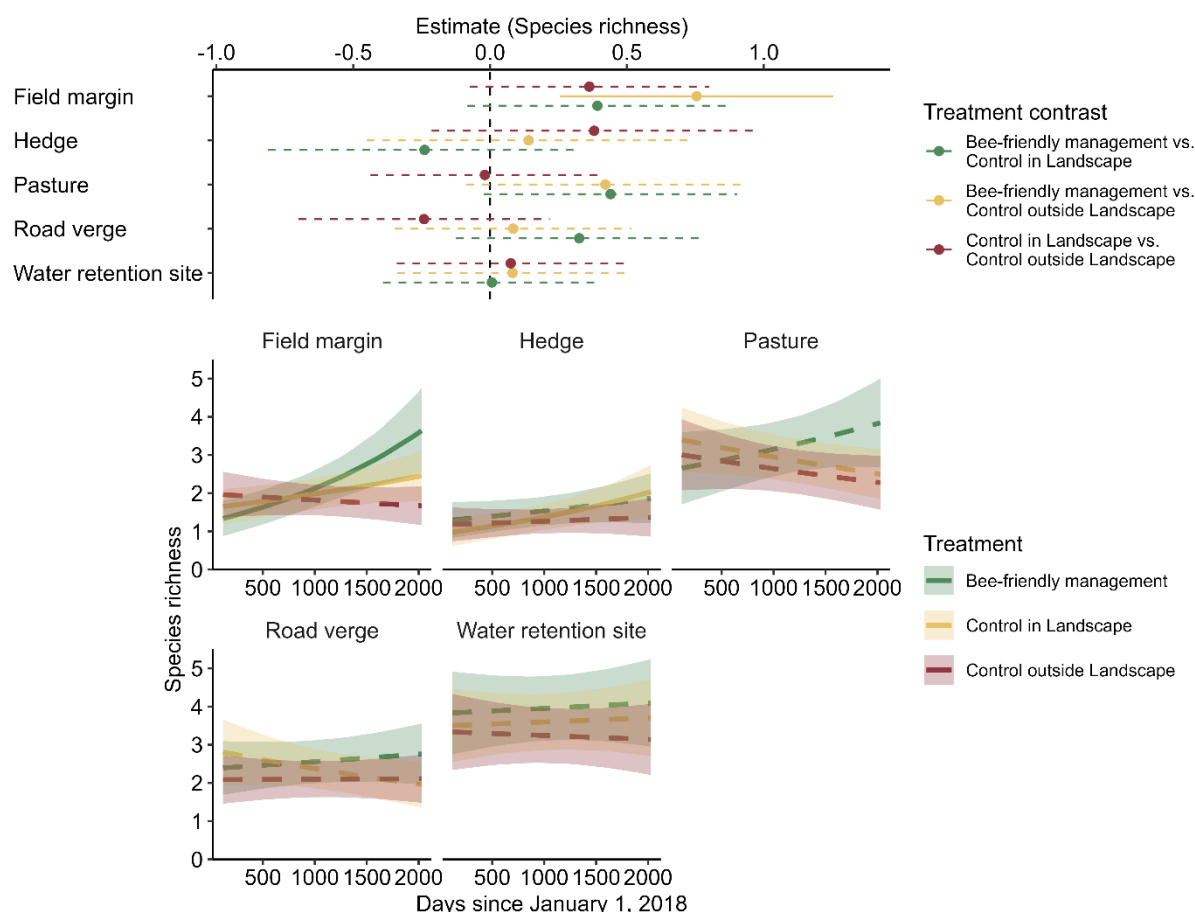 Estimate (Species richness)
-1.0 -0.5 0.0 0.5 1.0
Field margin
Hedge
Pasture
Road verge
Water retention site
Treatment contrast
Bee-friendly management vs.
Control in Landscape
Bee-friendly management vs.
Control outside Landscape
Control in Landscape vs.
Control outside Landscape
Field margin Hedge Pasture
5
4
3
2
1
0
500 1000 1500 2000 500 1000 1500 2000 500 1000 1500 2000
Species richness
Road verge Water retention site
5
4
3
2
1
0
500 1000 1500 2000 500 1000 1500 2000
Days since January 1, 2018
Treatment
Bee-friendly management
Control in Landscape
Control outside Landscape